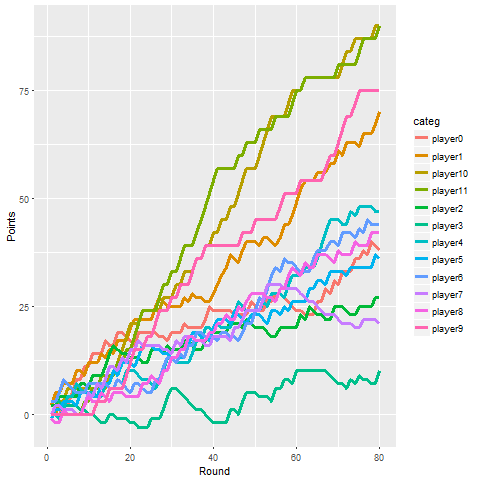 Points
75
50
25
0
0
20
40
60
80
Round
categ
player0
player1
player10
player11
player2
player3
player4
player5
player6
player7
player8
player9